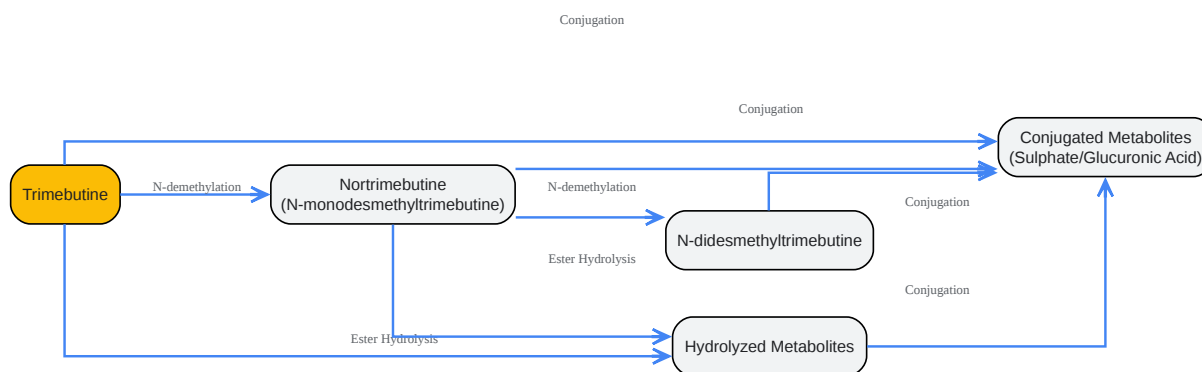 Conjugation
Conjugation
Conjugated Metabolites
(Sulphate/Glucuronic Acid)
Trimebutine
N-demethylation
Nortrimebutine
(N-monodesmethyltrimebutine)
N-demethylation
Conjugation
N-didesmethyltrimebutine
Ester Hydrolysis
Conjugation
Ester Hydrolysis
Hydrolyzed Metabolites